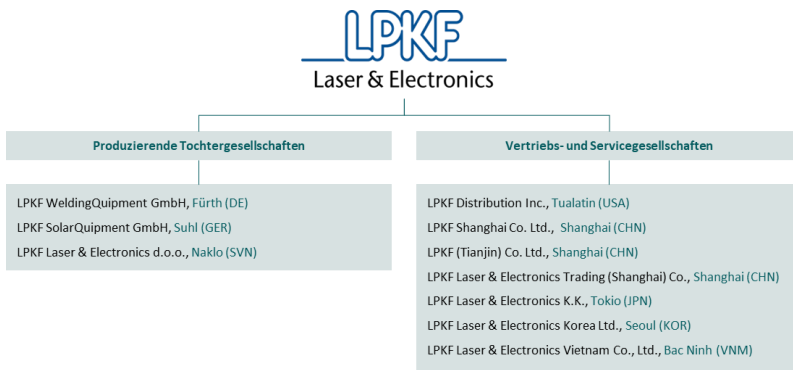 LPKF
Laser & Electronics
Produzierende Tochtergesellschaften
LPKF WeldingQuipment GmbH, Fürth (DE)
LPKF SolarQuipment GmbH, Suhl (GER)
LPKF Laser & Electronics d.o.o., Naklo (SVN)
Vertriebs- und Servicegesellschaften
LPKF Distribution Inc., Tualatin (USA)
LPKF Shanghai Co. Ltd., Shanghai (CHN)
LPKF (Tianjin) Co. Ltd., Shanghai (CHN)
LPKF Laser & Electronics Trading (Shanghai) Co., Shanghai (CHN)
LPKF Laser & Electronics K.K., Tokio (JPN)
LPKF Laser & Electronics Korea Ltd., Seoul (KOR)
LPKF Laser & Electronics Vietnam Co., Ltd., Bac Ninh (VNM)